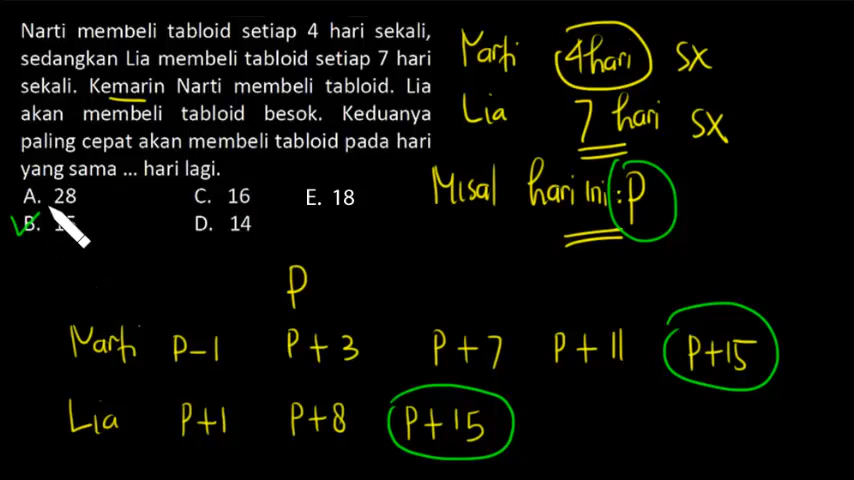 Narti membeli tabloid setiap 4 hari sekali,
sedangkan Lia membeli tabloid setiap 7 hari
sekali. Kemarin Narti membeli tabloid. Lia
akan membeli tabloid besok. Keduanya
paling cepat akan membeli tabloid pada hari
yang sama ... hari lagi.
A. 28 C. 16 E. 18
B. D. 14
Narti 4 hari SX
Lia 7 hari SX
Misal hari ini : P
P
Narti P-1 P+3 P+7 P+11 P+15
Lia P+1 P+8 P+15